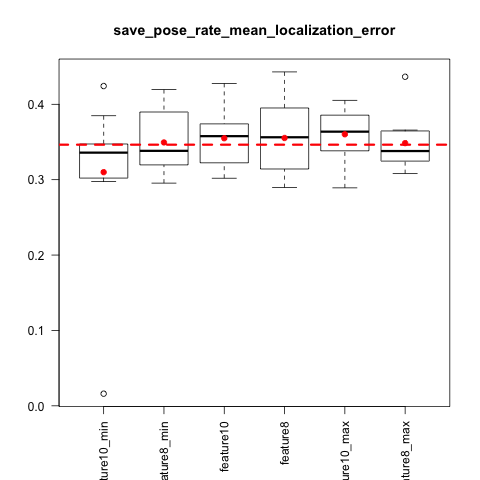 save_pose_rate_mean_localization_error
0.4
0.3
0.2
0.1
0.0
ture10_min
ature8_min
feature10
feature8
ure10_max
ture8_max